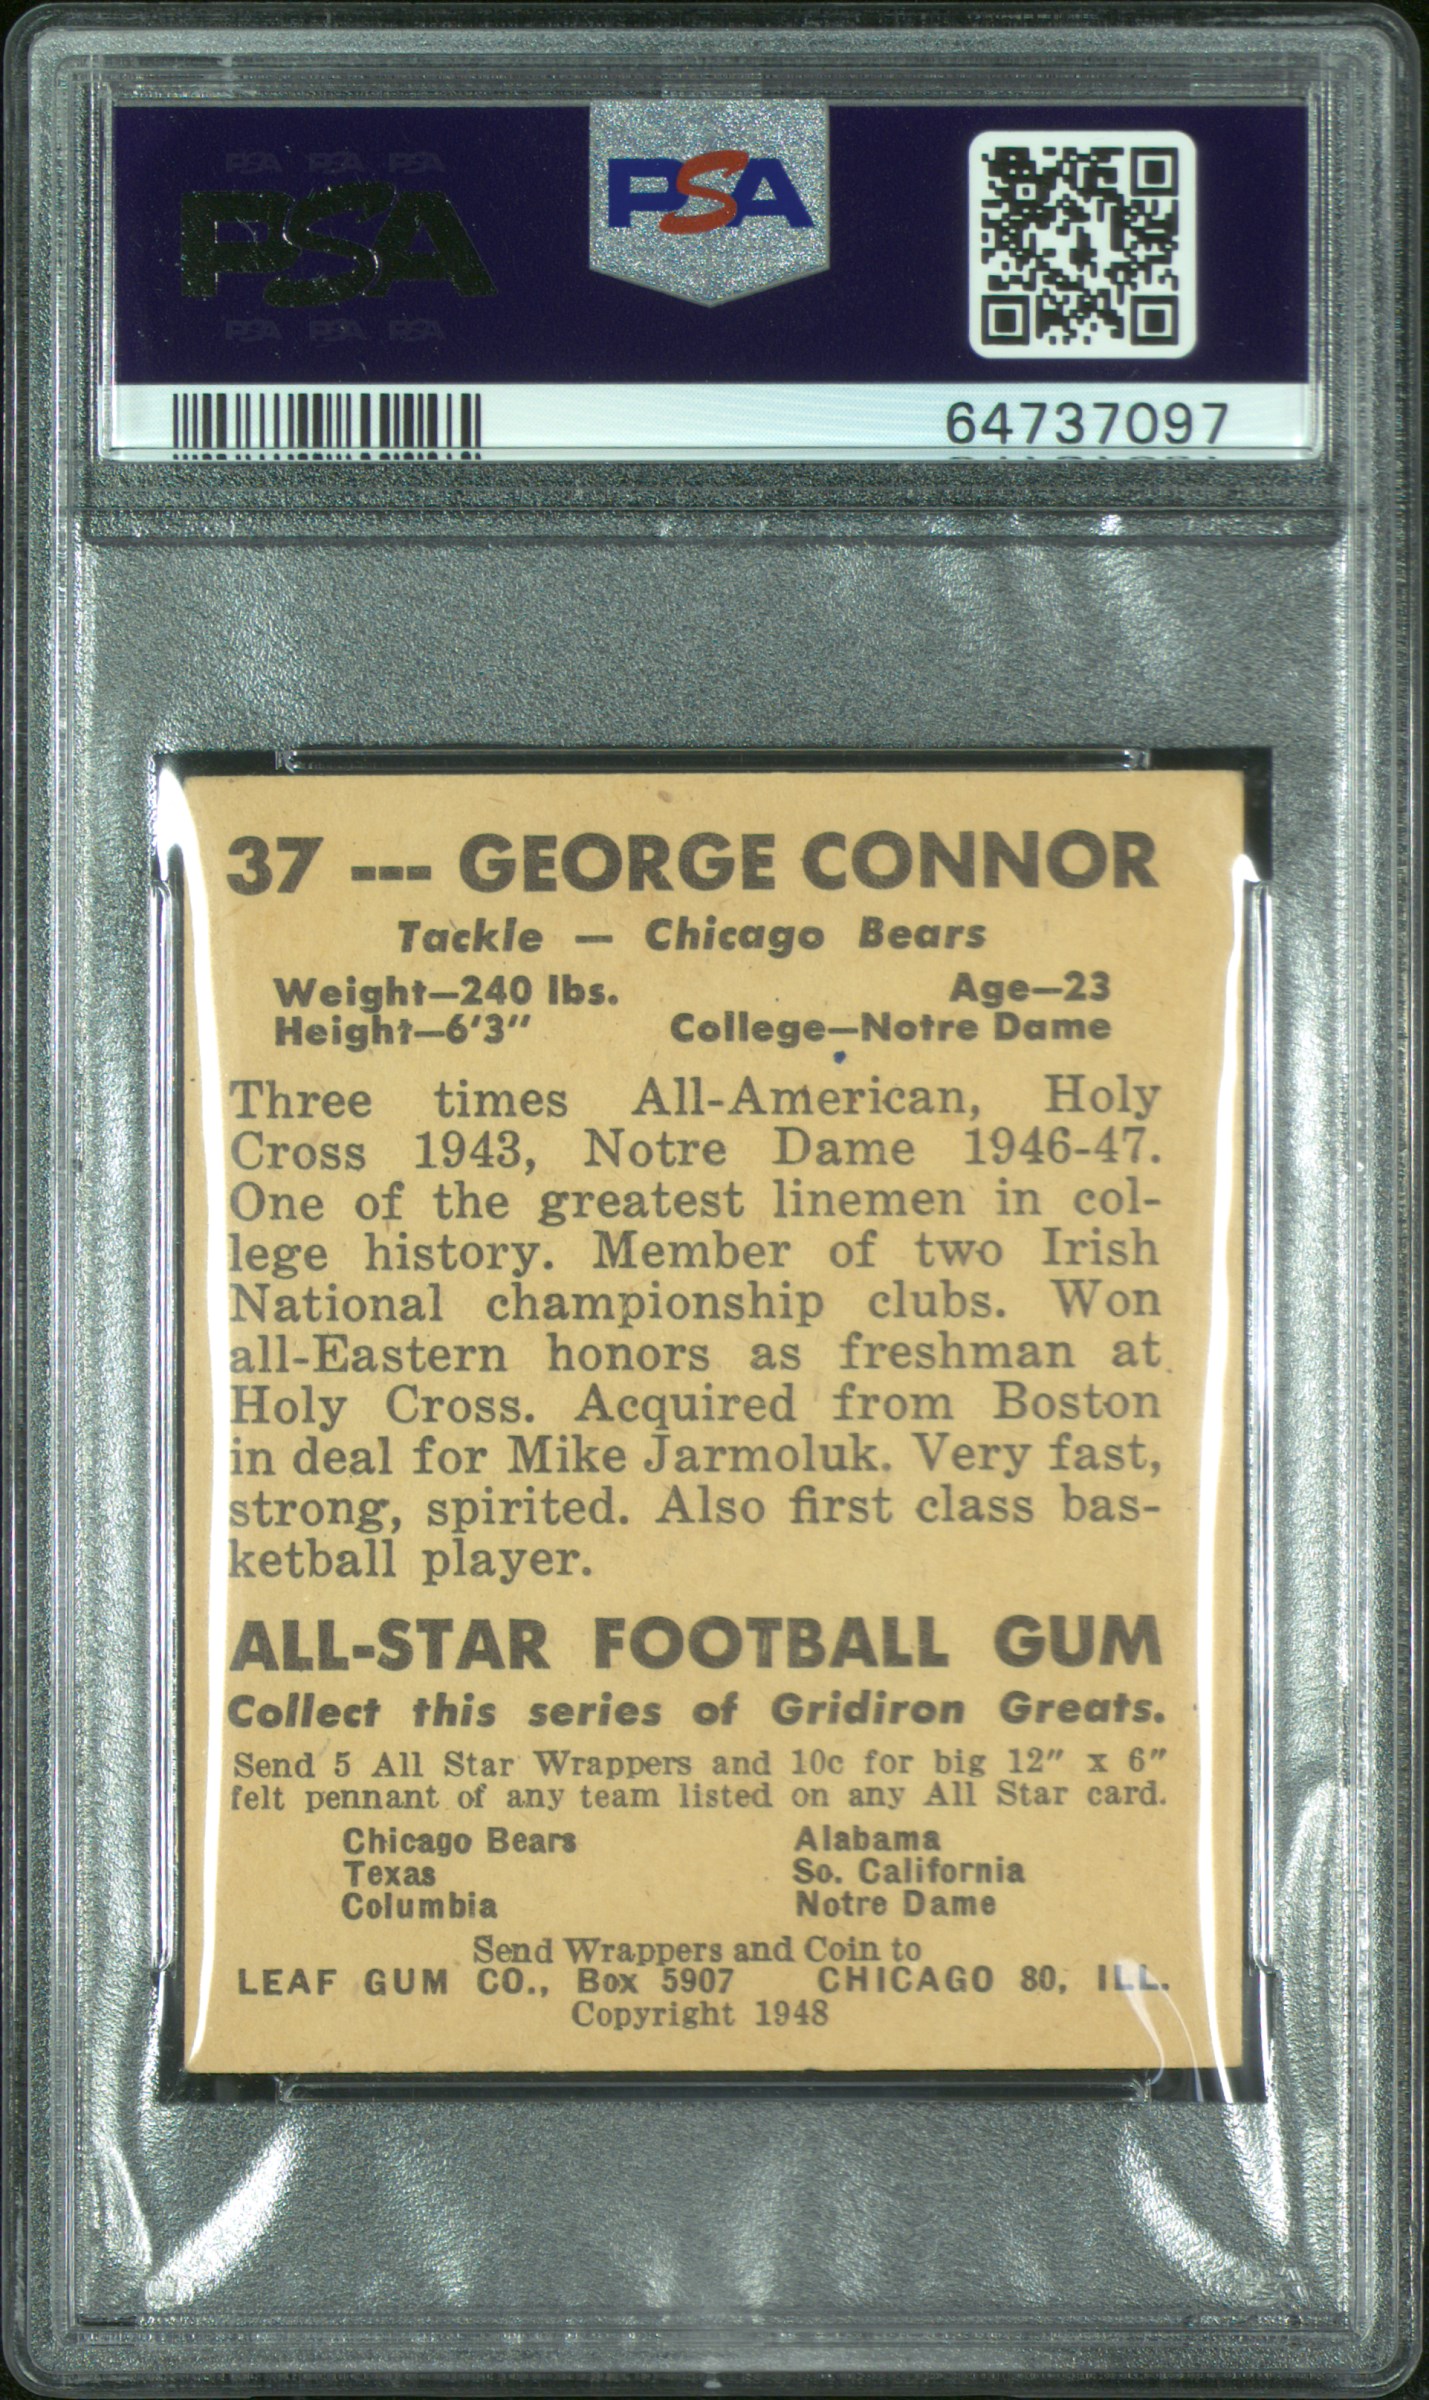 PSA PSA PSA
PSA
PSA PSA PSA
PSA
64737097
37 --- GEORGE CONNOR
Tackle — Chicago Bears
Weight—240 lbs. Age—23
Height—6'3" College—Notre Dame
Three times All-American, Holy
Cross 1943, Notre Dame 1946-47.
One of the greatest linemen in col-
lege history. Member of two Irish
National championship clubs. Won
all-Eastern honors as freshman at
Holy Cross. Acquired from Boston
in deal for Mike Jarmoluk. Very fast,
strong, spirited. Also first class bas-
ketball player.
ALL-STAR FOOTBALL GUM
Collect this series of Gridiron Greats.
Send 5 All Star Wrappers and 10c for big 12" x 6"
felt pennant of any team listed on any All Star card.
Chicago Bears Alabama
Texas So. California
Columbia Notre Dame
Send Wrappers and Coin to
LEAF GUM CO., Box 5907 CHICAGO 80, ILL.
Copyright 1948